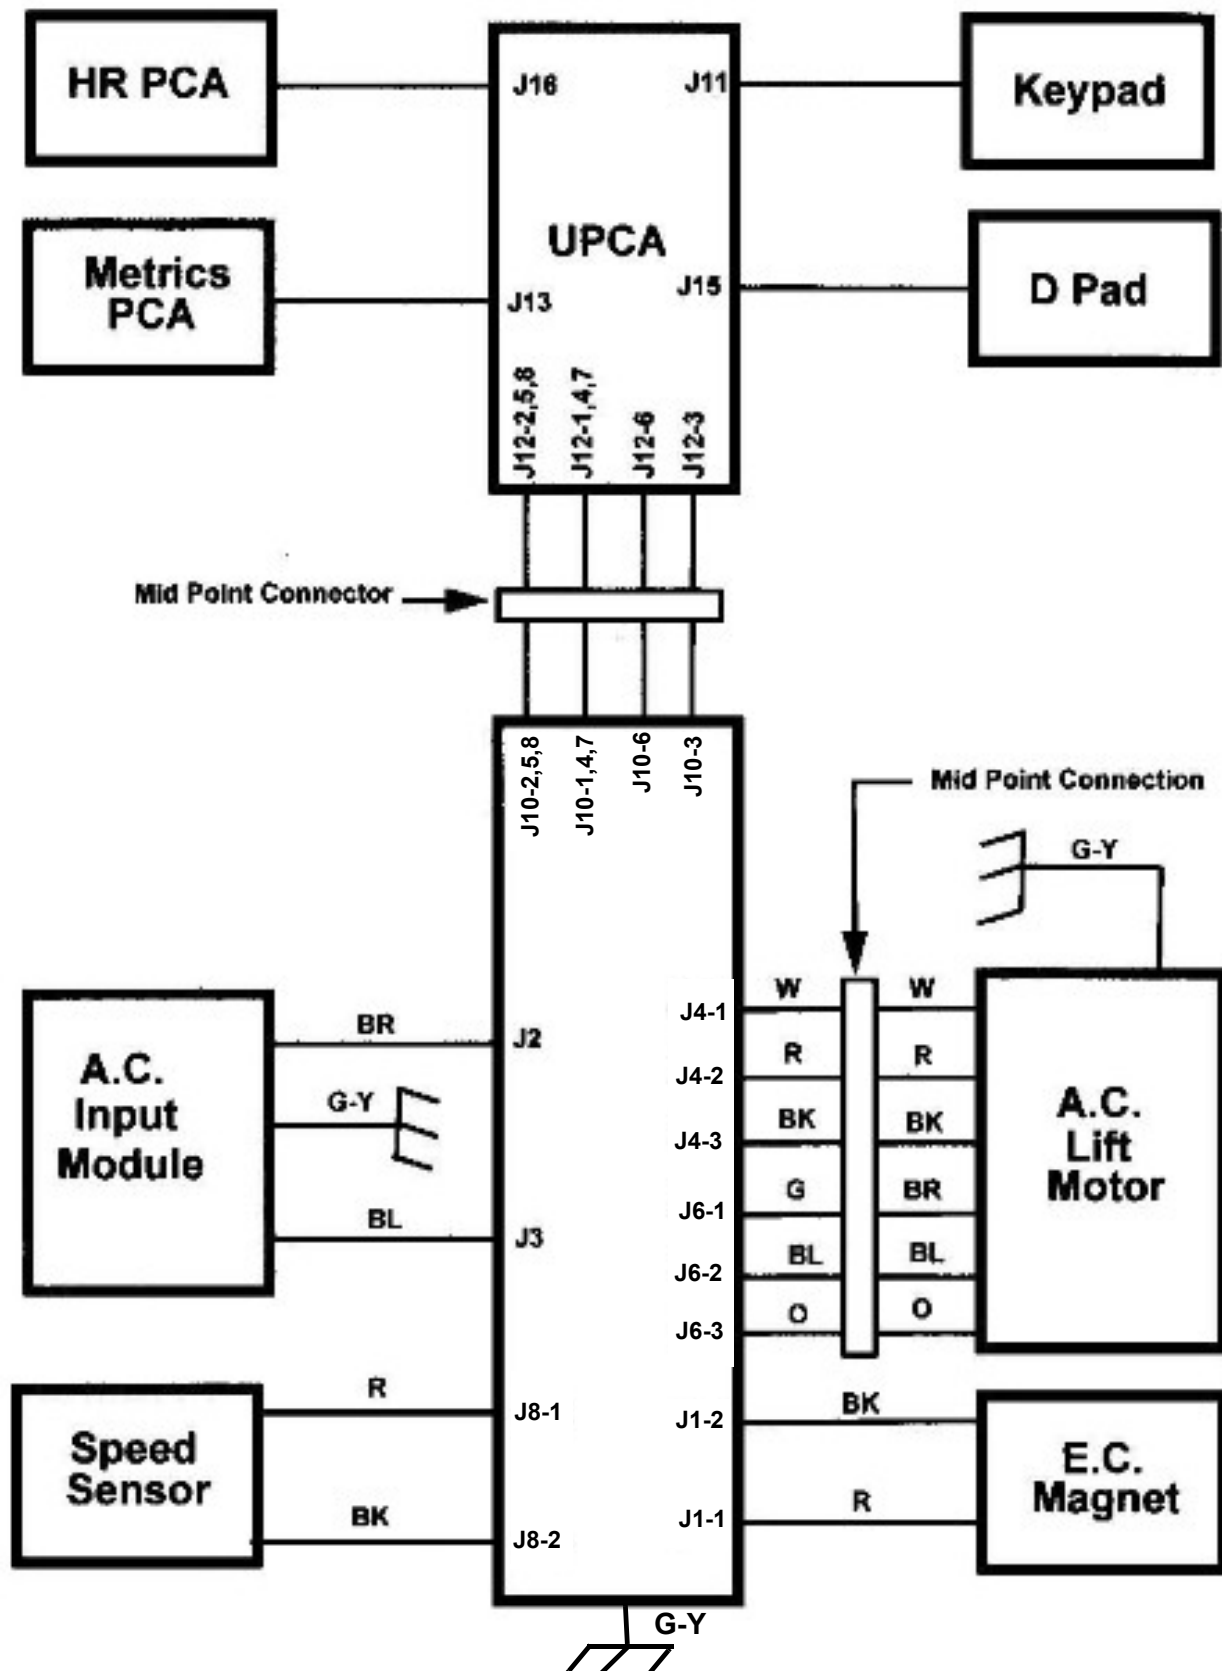 HR PCA
J16
J11
Keypad
UPCA
Metrics
PCA
J13
J15
D Pad
J12-2,5,8
J12-1,4,7
J12-6
J12-3
Mid Point Connector
J10-2,5,8
J10-1,4,7
J10-6
J10-3
Mid Point Connection
G-Y
A.C.
Input
Module
BR
J2
G-Y
BL
J3
J4-1
W
W
J4-2
R
R
J4-3
BK
BK
J6-1
G
BR
J6-2
BL
BL
J6-3
O
O
A.C.
Lift
Motor
Speed
Sensor
R
J8-1
BK
J8-2
J1-2
BK
J1-1
R
E.C.
Magnet
G-Y